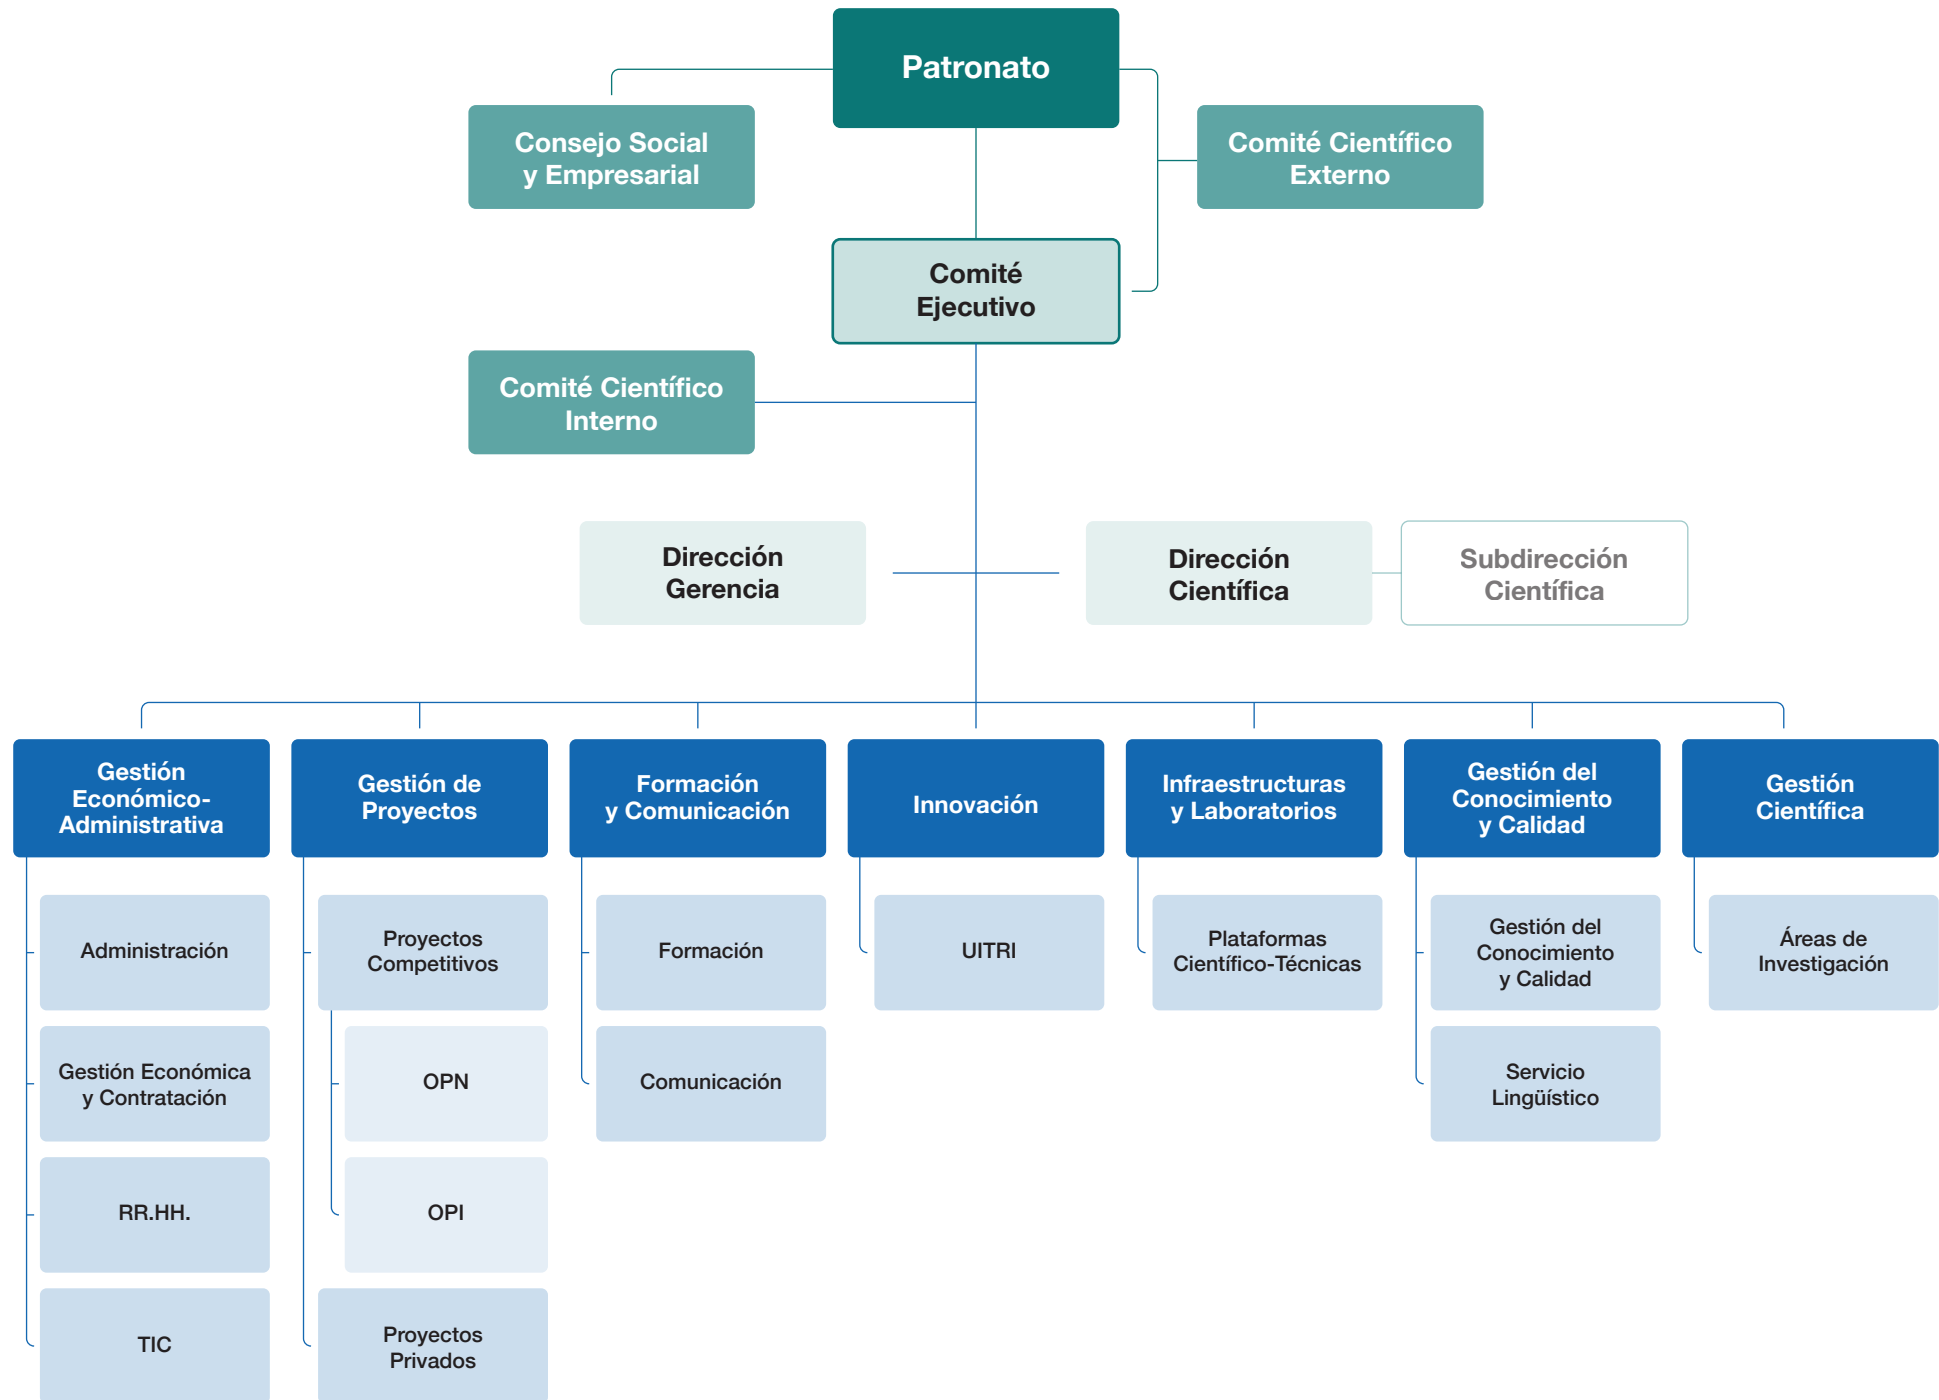 Patronato
Consejo Social
y Empresarial
Comité Científico
Externo
Comité
Ejecutivo
Comité Científico
Interno
Dirección
Gerencia
Dirección
Científica
Subdirección
Científica
Gestión
Económico-
Administrativa
Gestión de
Proyectos
Formación
y Comunicación
Innovación
Infraestructuras
y Laboratorios
Gestión del
Conocimiento
y Calidad
Gestión
Científica
Administración
Proyectos
Competitivos
Formación
UITRI
Plataformas
Científico-Técnicas
Gestión del
Conocimiento
y Calidad
Áreas de
Investigación
Gestión Económica
y Contratación
OPN
Comunicación
Servicio
Lingüístico
RR.HH.
OPI
TIC
Proyectos
Privados